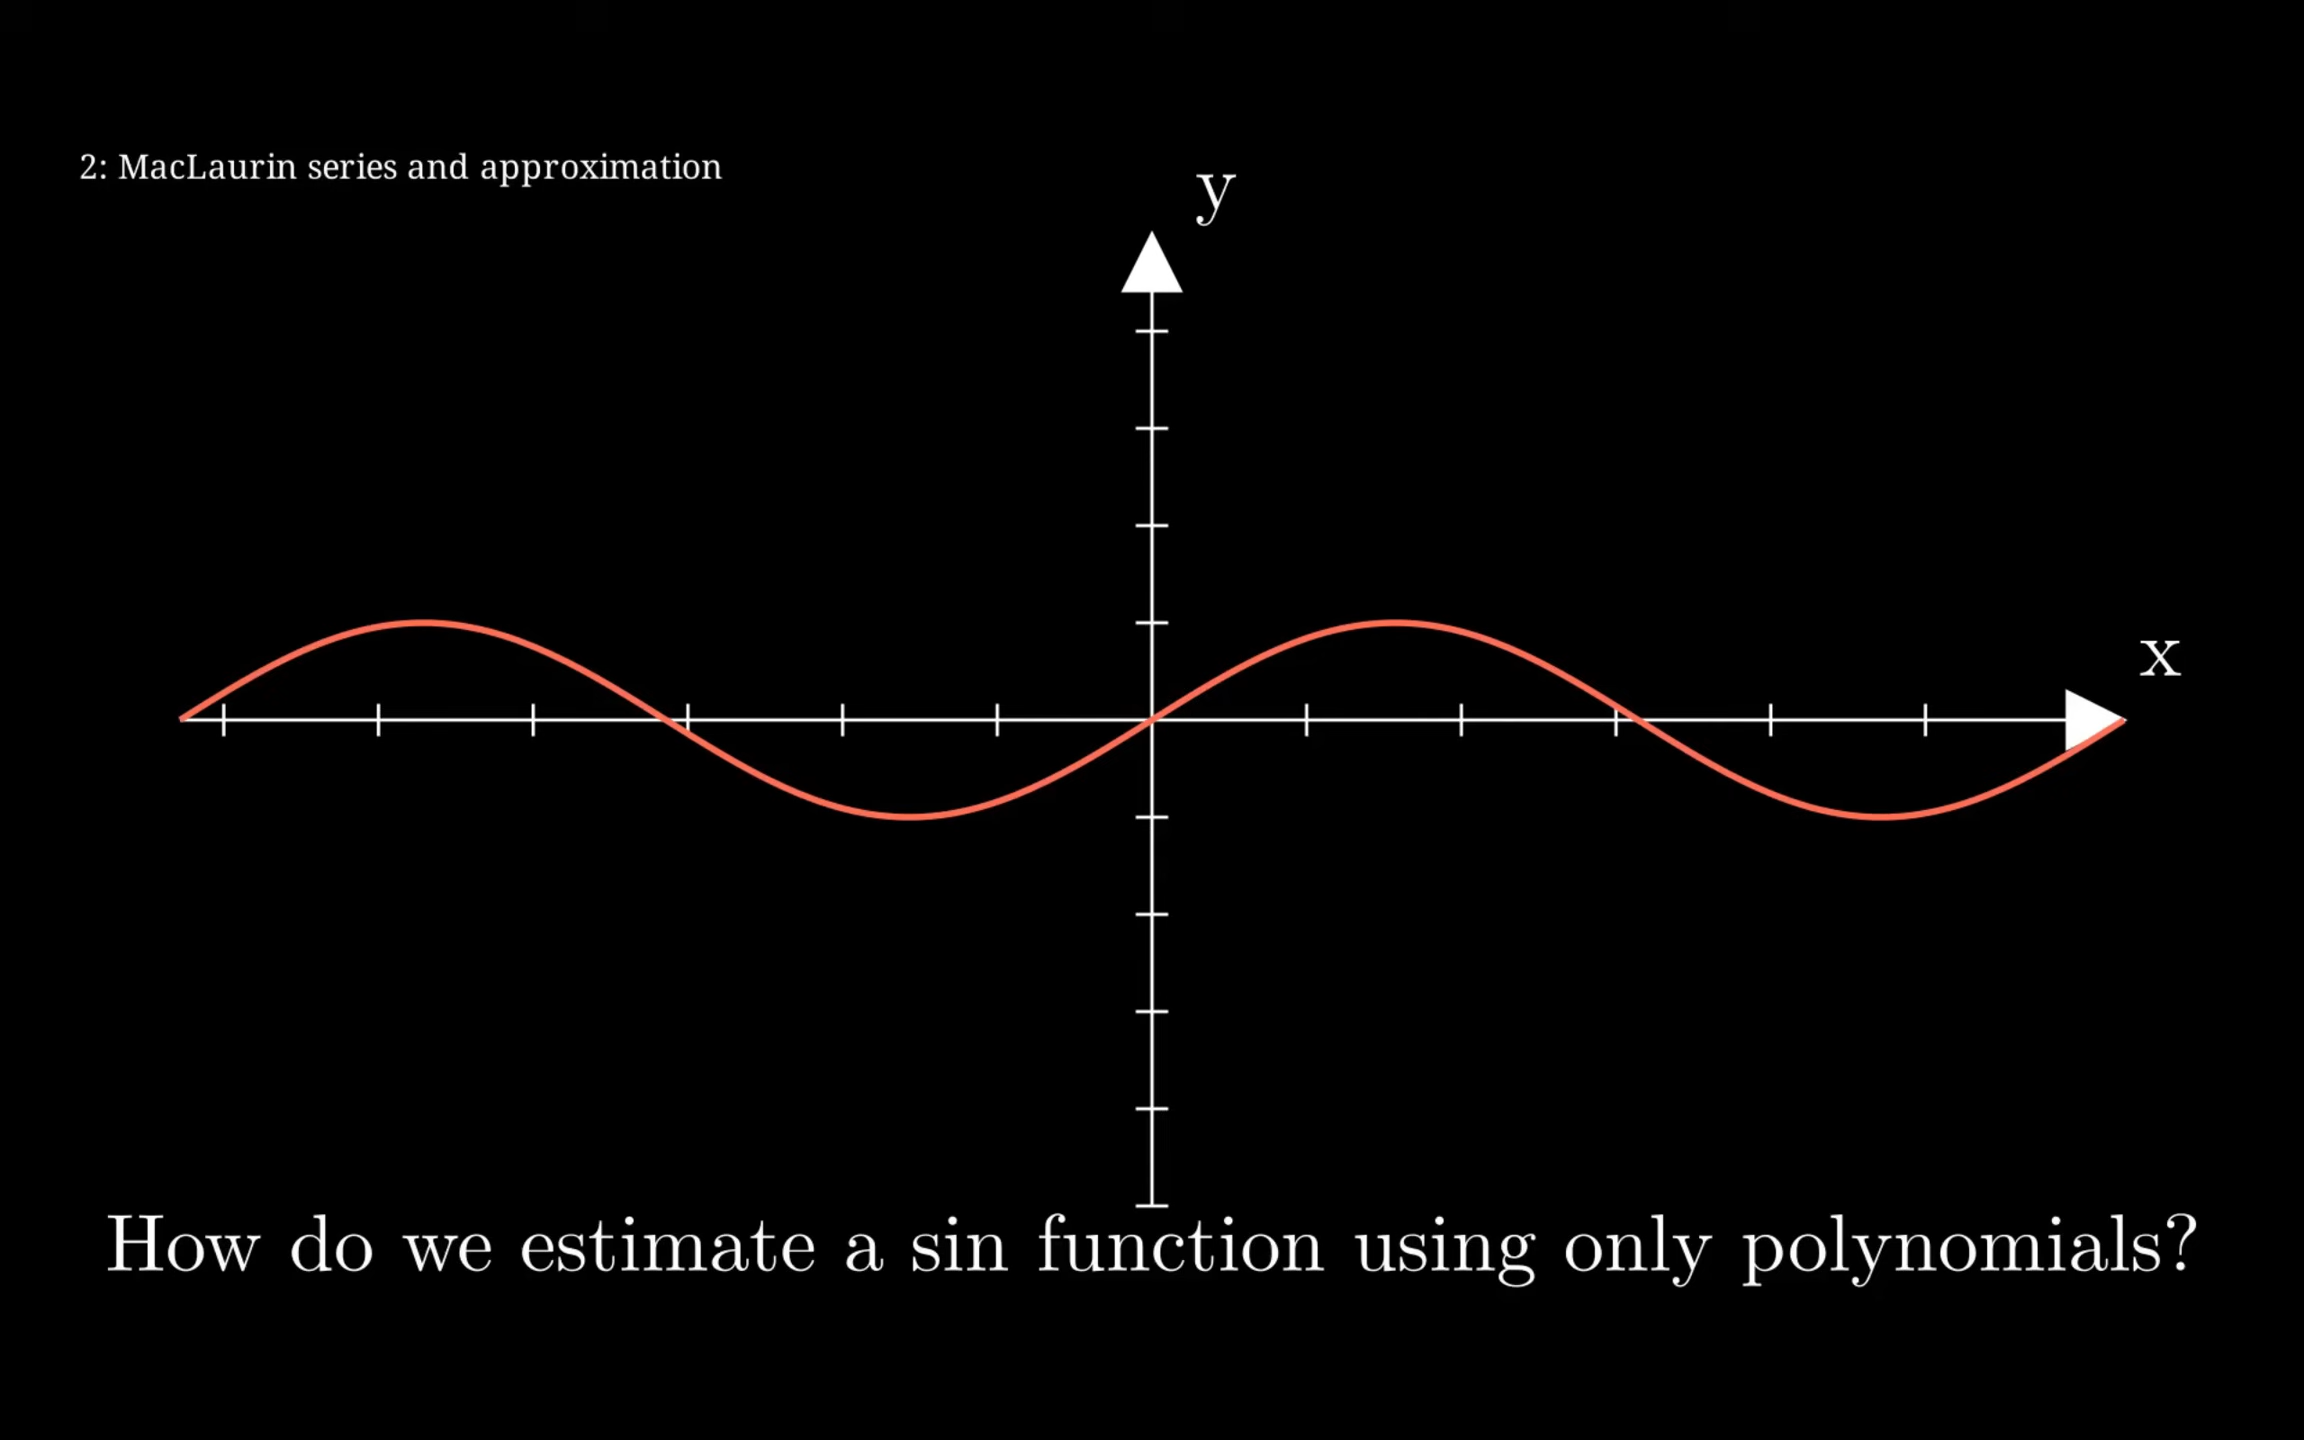 2: MacLaurin series and approximation
y
x
How do we estimate a sin function using only polynomials?